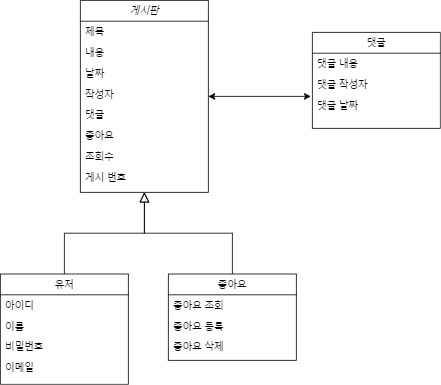 게시판
제목
내용
날짜
작성자
댓글
좋아요
조회수
게시 번호
댓글
댓글 내용
댓글 작성자
댓글 날짜
유저
아이디
이름
비밀번호
이메일
좋아요
좋아요 조회
좋아요 등록
좋아요 삭제